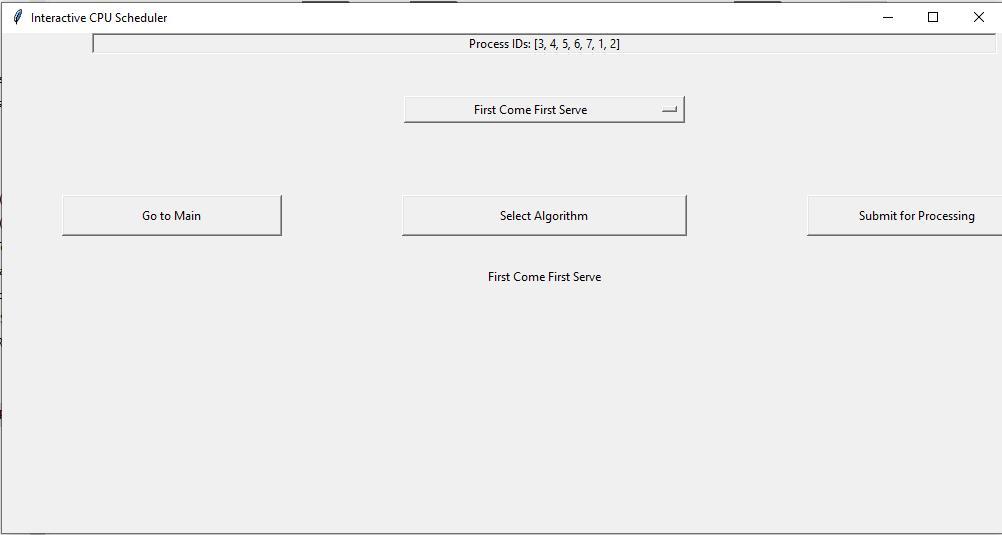 Interactive CPU Scheduler
Process IDs: [3, 4, 5, 6, 7, 1, 2]
First Come First Serve
Go to Main
Select Algorithm
Submit for Processing
First Come First Serve